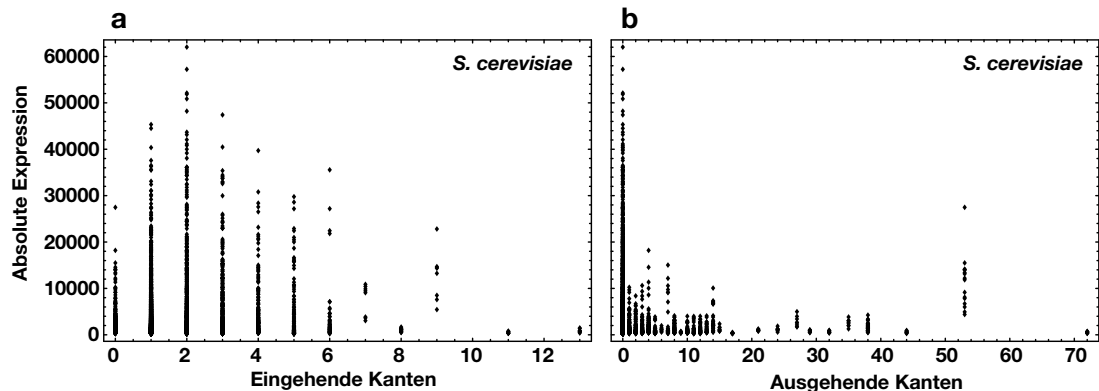 a
b
S. cerevisiae
S. cerevisiae
Absolute Expression
60000
50000
40000
30000
20000
10000
0
0 2 4 6 8 10 12
0 10 20 30 40 50 60 70
Eingehende Kanten
Ausgehende Kanten